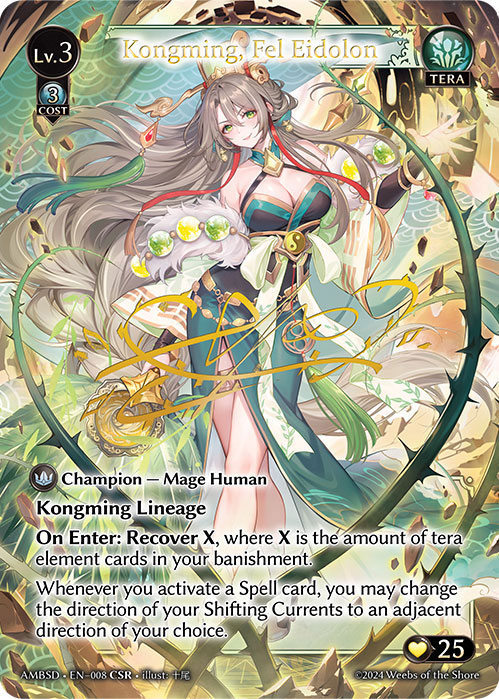 Lv.3
Kongming, Fel Eidolon
TERA
3
COST
Champion — Mage Human
Kongming Lineage
On Enter: Recover X, where X is the amount of tera
element cards in your banishment.
Whenever you activate a Spell card, you may change
the direction of your Shifting Currents to an adjacent
direction of your choice.
25
AMBSD • EN-008 CSR • illust: 十尾
©2024 Weebs of the Shore